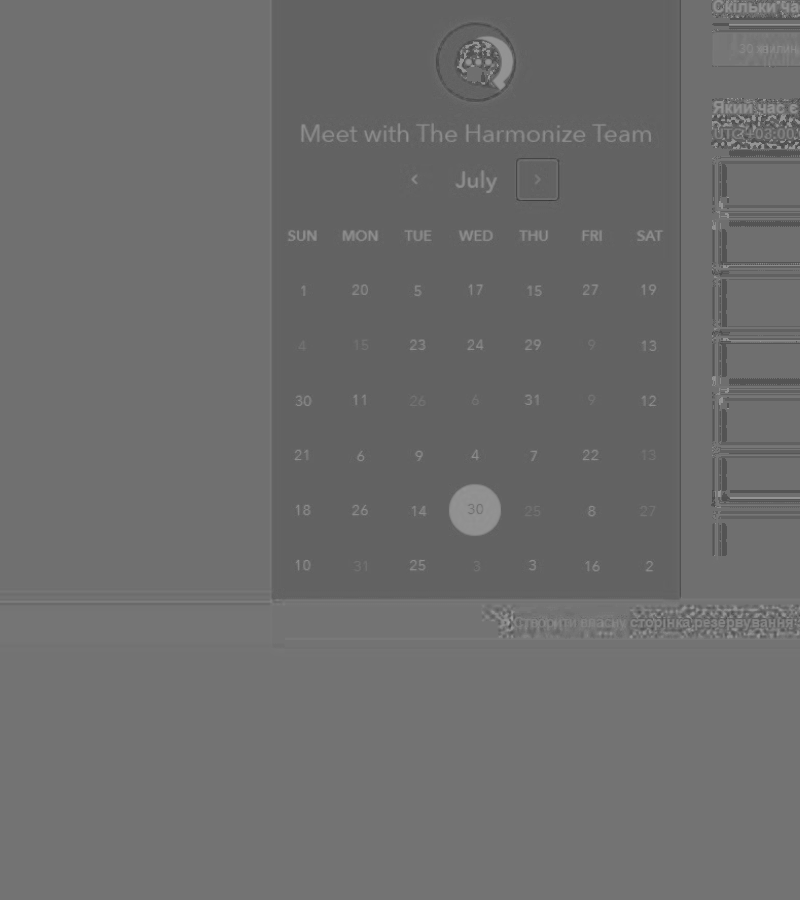 Скільки ча
30 хвилин
Meet with The Harmonize Team
Який час є
UTC+03:00
July
SUN MON TUE WED THU FRI SAT
1 20 5 17 15 27 19
4 15 23 24 29 9 13
30 11 26 6 31 9 12
21 6 9 4 7 22 13
18 26 14 30 25 8 27
10 31 25 3 3 16 2
Створити власну сторінка резервування